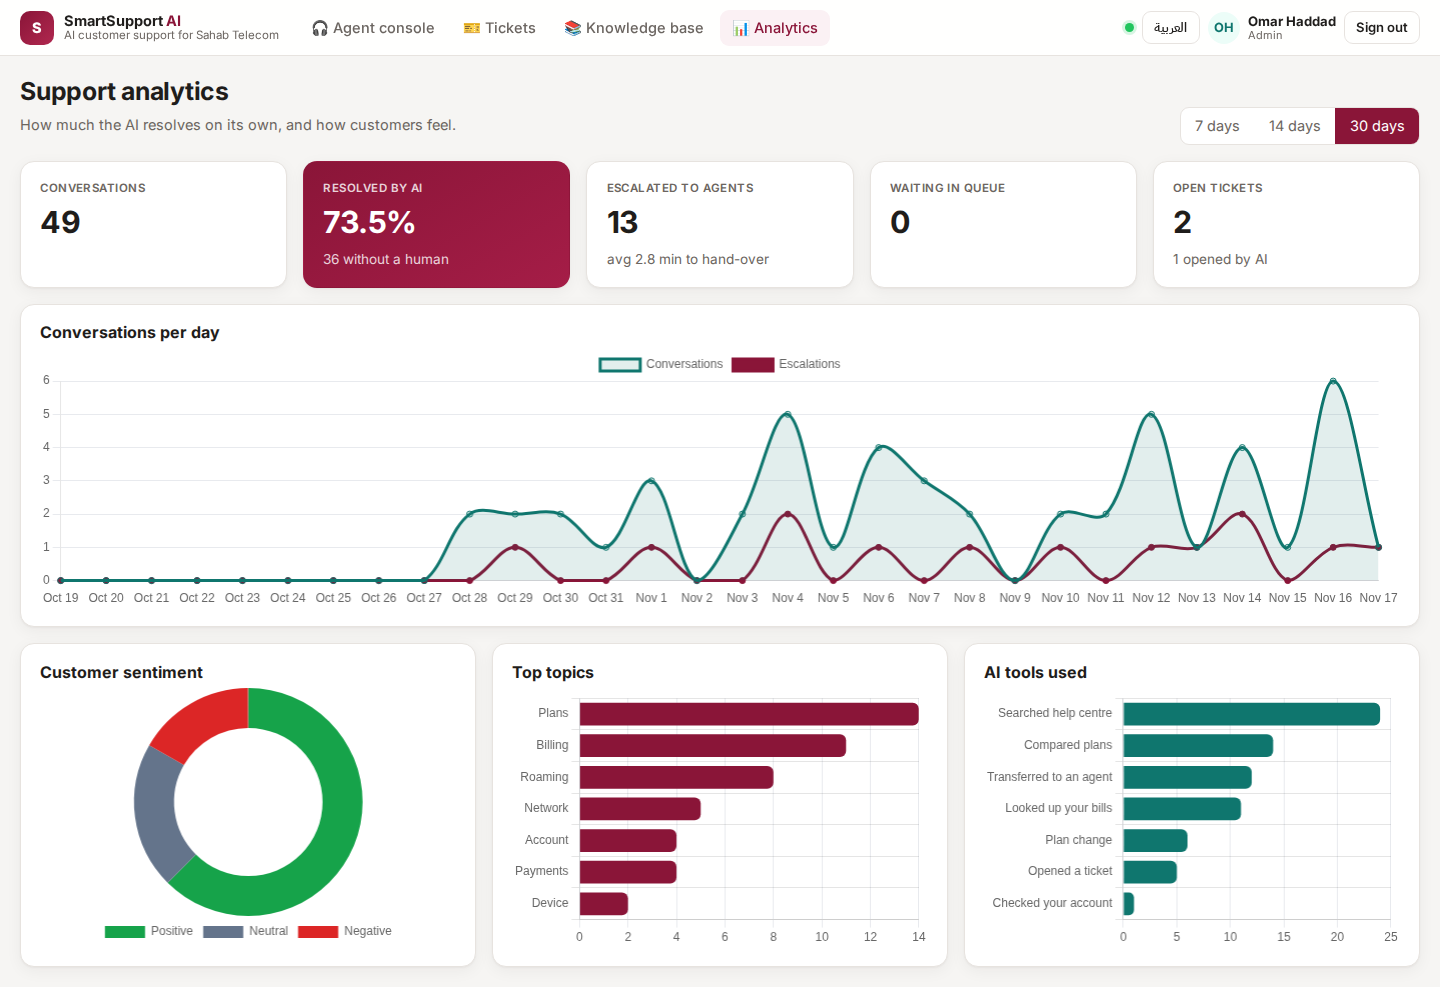 S
SmartSupport AI
AI customer support for Sahab Telecom
Agent console
Tickets
Knowledge base
Analytics
العربية
OH
Omar Haddad
Admin
Sign out
Support analytics
How much the AI resolves on its own, and how customers feel.
7 days
14 days
30 days
CONVERSATIONS
49
RESOLVED BY AI
73.5%
36 without a human
ESCALATED TO AGENTS
13
avg 2.8 min to hand-over
WAITING IN QUEUE
0
OPEN TICKETS
2
1 opened by AI
Conversations per day
Conversations
Escalations
6
5
4
3
2
1
0
Oct 19 Oct 20 Oct 21 Oct 22 Oct 23 Oct 24 Oct 25 Oct 26 Oct 27 Oct 28 Oct 29 Oct 30 Oct 31 Nov 1 Nov 2 Nov 3 Nov 4 Nov 5 Nov 6 Nov 7 Nov 8 Nov 9 Nov 10 Nov 11 Nov 12 Nov 13 Nov 14 Nov 15 Nov 16 Nov 17
Customer sentiment
Positive Neutral Negative
Top topics
Plans
Billing
Roaming
Network
Account
Payments
Device
0 2 4 6 8 10 12 14
AI tools used
Searched help centre
Compared plans
Transferred to an agent
Looked up your bills
Plan change
Opened a ticket
Checked your account
0 5 10 15 20 25